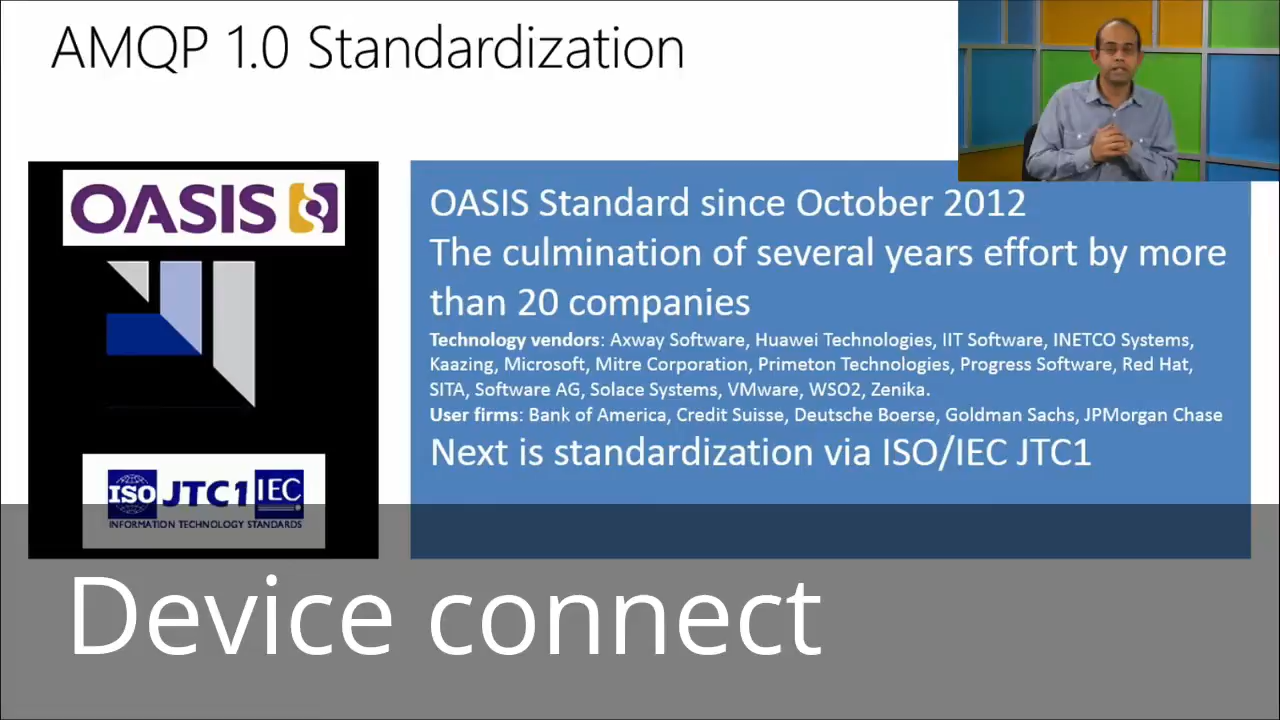 AMQP 1.0 Standardization
OASIS
OASIS Standard since October 2012
The culmination of several years effort by more
than 20 companies
Technology vendors: Axway Software, Huawei Technologies, IIT Software, INETCO Systems,
Kaazing, Microsoft, Mitre Corporation, Primeton Technologies, Progress Software, Red Hat,
SITA, Software AG, Solace Systems, VMware, WSO2, Zenika.
User firms: Bank of America, Credit Suisse, Deutsche Boerse, Goldman Sachs, JPMorgan Chase
Next is standardization via ISO/IEC JTC1
ISO JTC1 IEC
INFORMATION TECHNOLOGY STANDARDS
Device connect